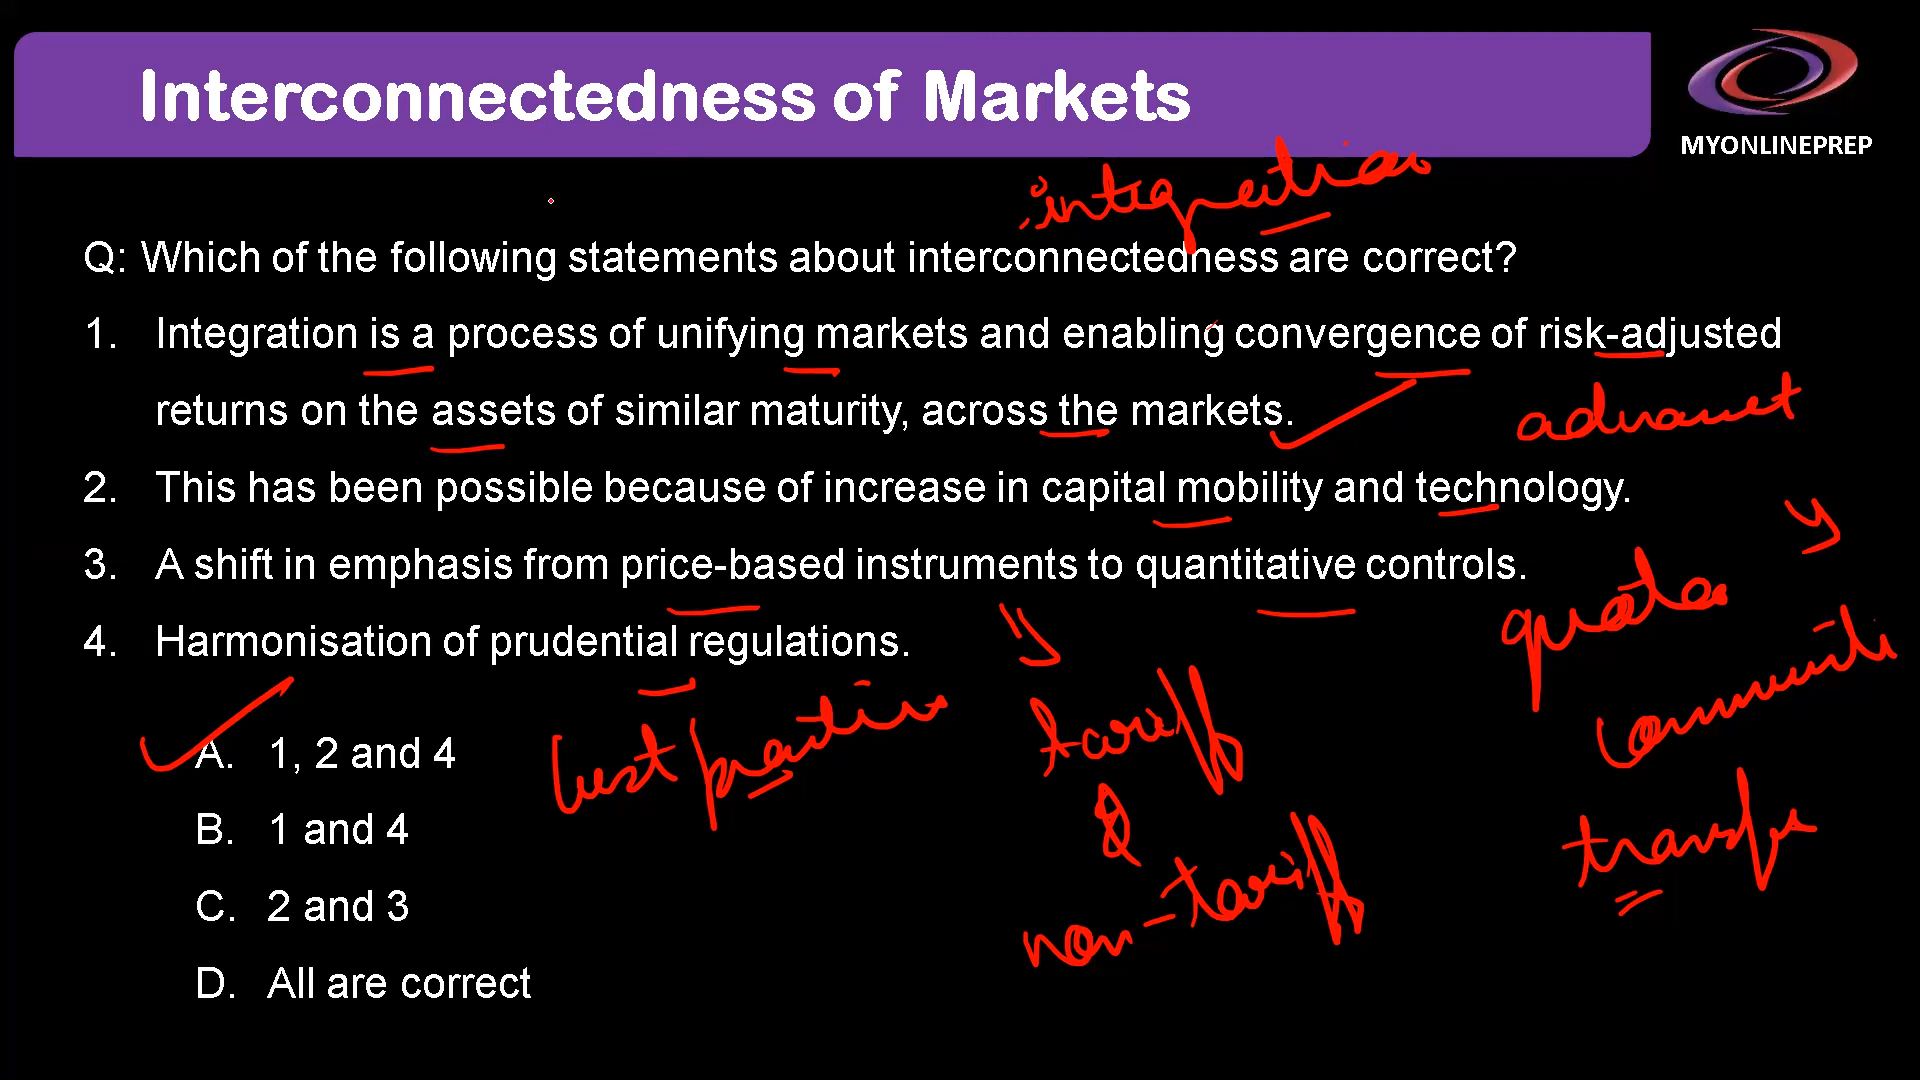 Interconnectedness of Markets
MYONLINEPREP
integration
Q: Which of the following statements about interconnectedness are correct?
1. Integration is a process of unifying markets and enabling convergence of risk-adjusted
returns on the assets of similar maturity, across the markets.
2. This has been possible because of increase in capital mobility and technology.
3. A shift in emphasis from price-based instruments to quantitative controls.
4. Harmonisation of prudential regulations.
quota
best
tariff
&
non-tariff
A. 1, 2 and 4
B. 1 and 4
C. 2 and 3
D. All are correct